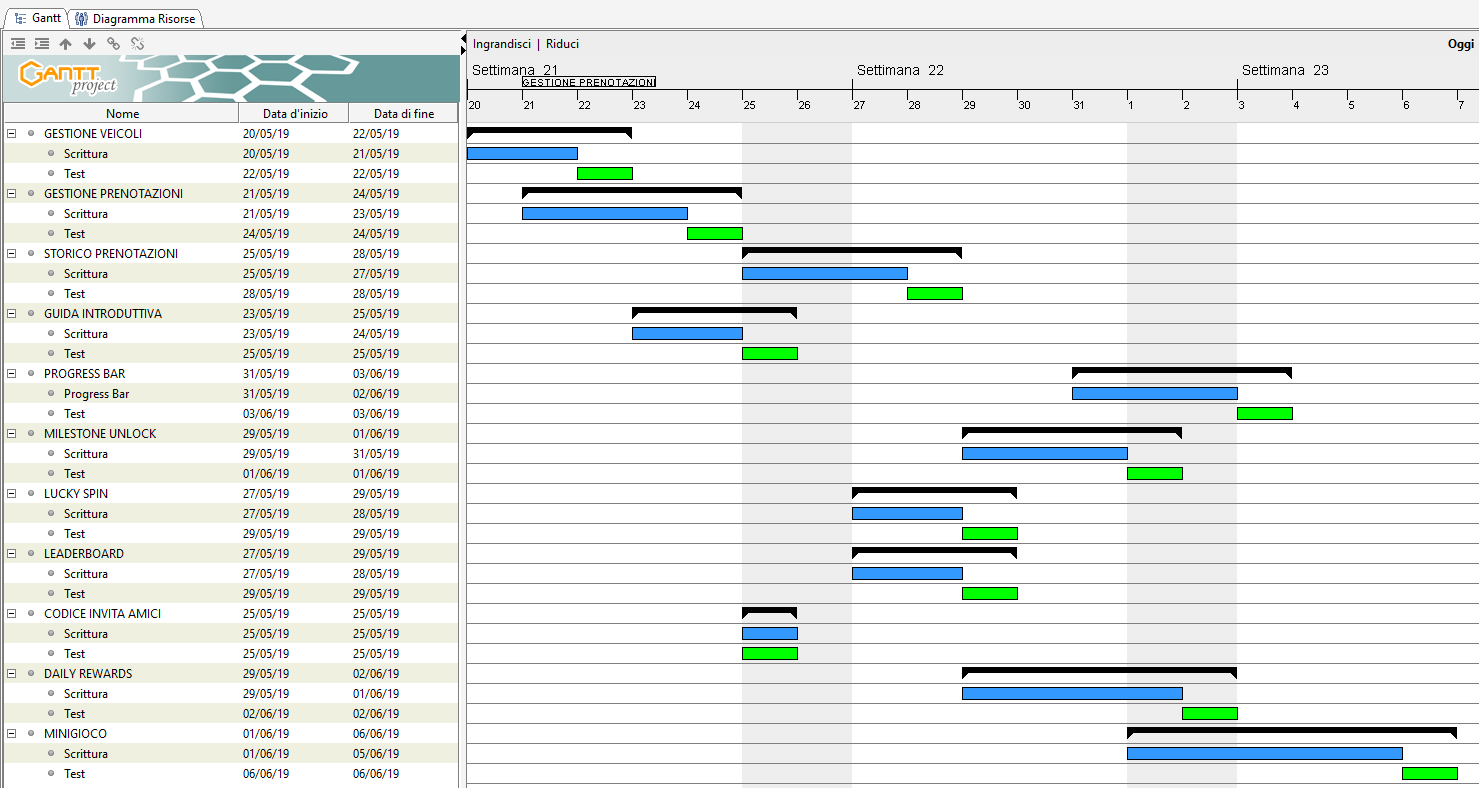 Gantt Diagramma Risorse
Ingrandisci | Riduci Oggi
GANTT project
Settimana 21 Settimana 22 Settimana 23
GESTIONE PRENOTAZIONI
20 21 22 23 24 25 26 27 28 29 30 31 1 2 3 4 5 6 7
Nome Data d'inizio Data di fine
GESTIONE VEICOLI 20/05/19 22/05/19
Scrittura 20/05/19 21/05/19
Test 22/05/19 22/05/19
GESTIONE PRENOTAZIONI 21/05/19 24/05/19
Scrittura 21/05/19 23/05/19
Test 24/05/19 24/05/19
STORICO PRENOTAZIONI 25/05/19 28/05/19
Scrittura 25/05/19 27/05/19
Test 28/05/19 28/05/19
GUIDA INTRODUTTIVA 23/05/19 25/05/19
Scrittura 23/05/19 24/05/19
Test 25/05/19 25/05/19
PROGRESS BAR 31/05/19 03/06/19
Progress Bar 31/05/19 02/06/19
Test 03/06/19 03/06/19
MILESTONE UNLOCK 29/05/19 01/06/19
Scrittura 29/05/19 31/05/19
Test 01/06/19 01/06/19
LUCKY SPIN 27/05/19 29/05/19
Scrittura 27/05/19 28/05/19
Test 29/05/19 29/05/19
LEADERBOARD 27/05/19 29/05/19
Scrittura 27/05/19 28/05/19
Test 29/05/19 29/05/19
CODICE INVITA AMICI 25/05/19 25/05/19
Scrittura 25/05/19 25/05/19
Test 25/05/19 25/05/19
DAILY REWARDS 29/05/19 02/06/19
Scrittura 29/05/19 01/06/19
Test 02/06/19 02/06/19
MINIGIOCO 01/06/19 06/06/19
Scrittura 01/06/19 05/06/19
Test 06/06/19 06/06/19